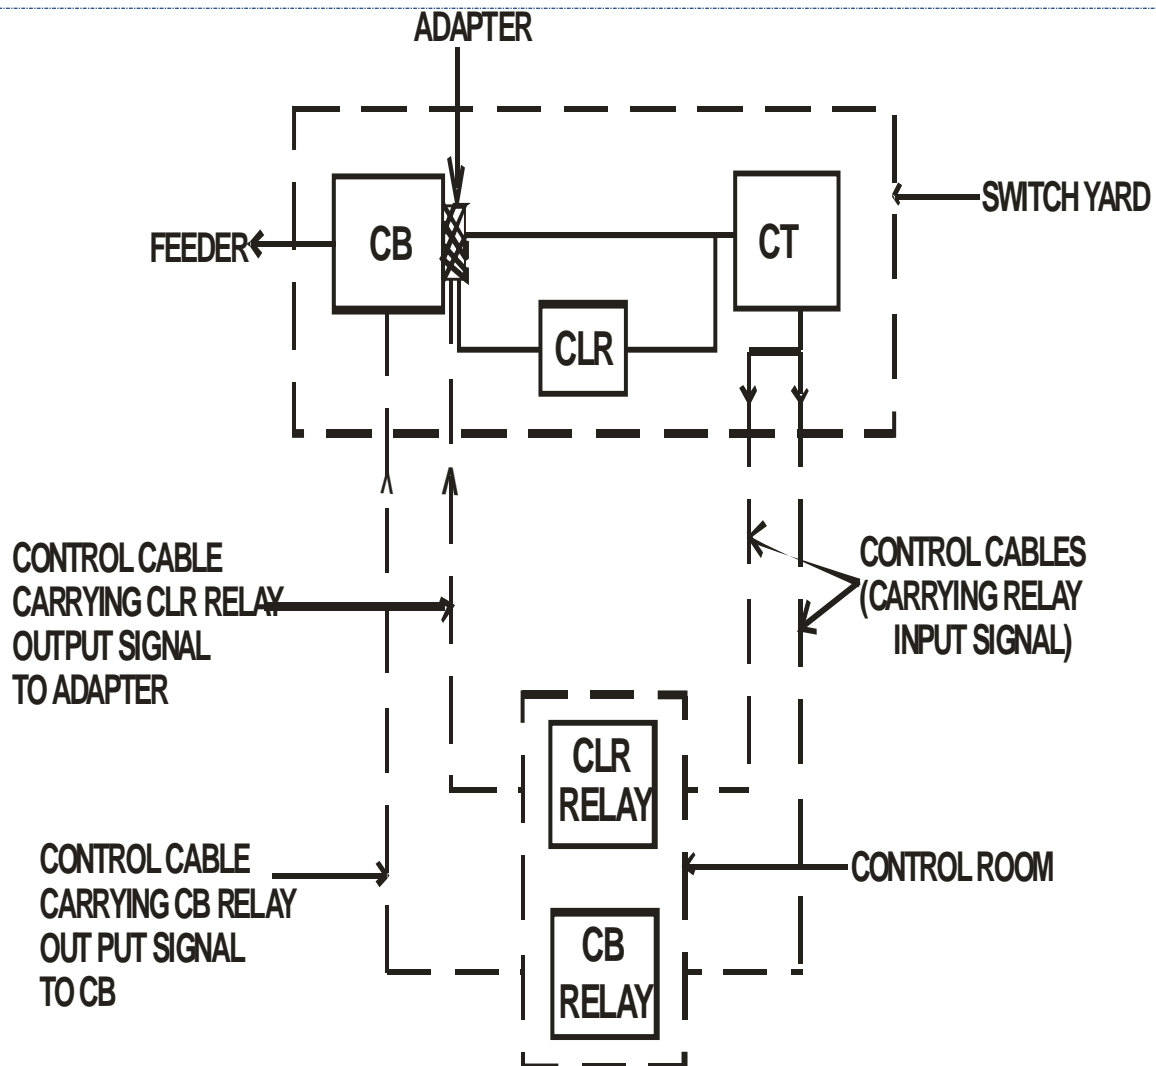 ADAPTER
SWITCH YARD
FEEDER
CB
CT
CLR
CONTROL CABLE
CARRYING CLR RELAY
OUTPUT SIGNAL
TO ADAPTER
CONTROL CABLES
(CARRYING RELAY
INPUT SIGNAL)
CLR
RELAY
CONTROL CABLE
CARRYING CB RELAY
OUT PUT SIGNAL
TO CB
CONTROL ROOM
CB
RELAY